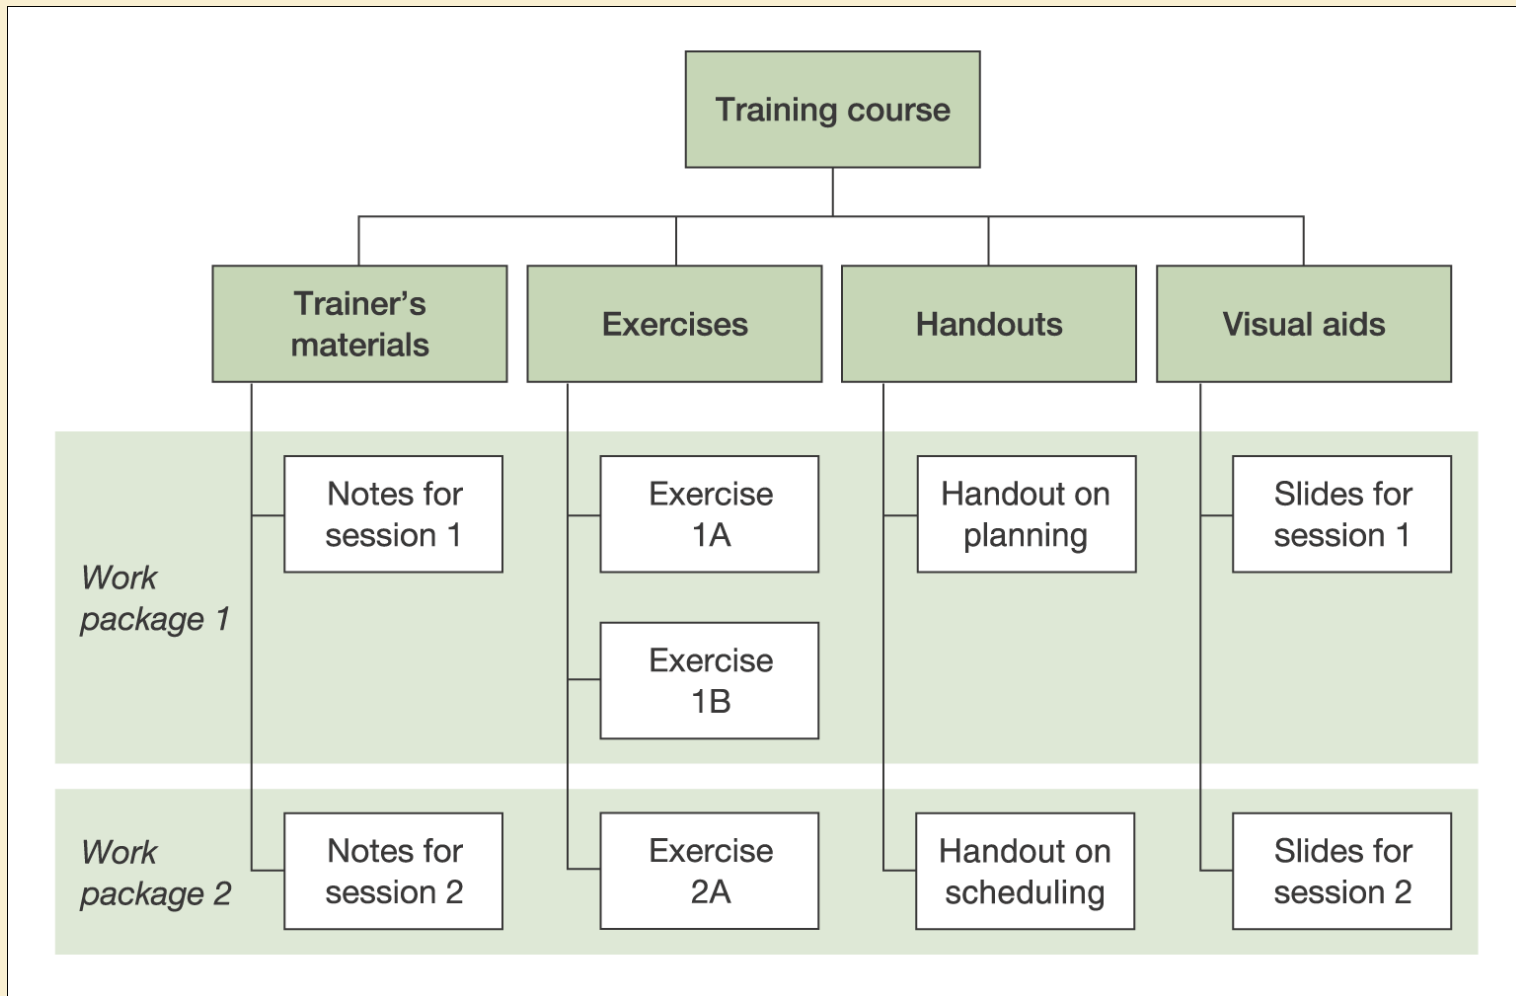 Training course
Trainer’s
materials
Exercises
Handouts
Visual aids
Work
package 1
Notes for
session 1
Exercise
1A
Handout on
planning
Slides for
session 1
Exercise
1B
Work
package 2
Notes for
session 2
Exercise
2A
Handout on
scheduling
Slides for
session 2